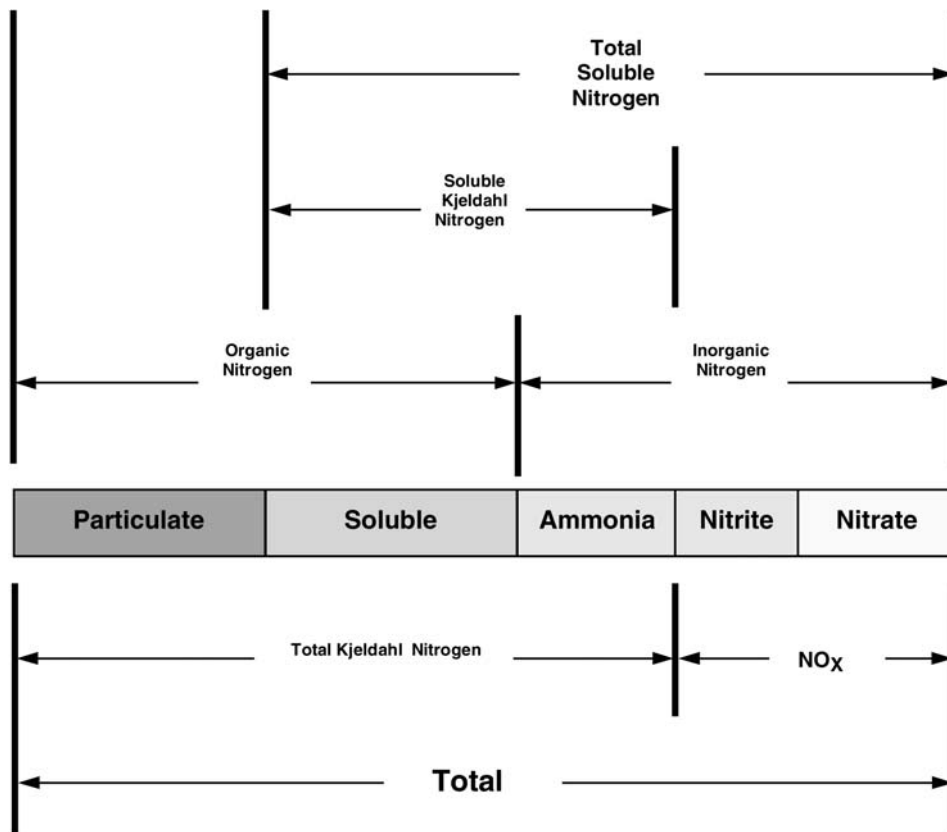 Total
Soluble
Nitrogen
Soluble
Kjeldahl
Nitrogen
Organic
Nitrogen
Inorganic
Nitrogen
Particulate
Soluble
Ammonia
Nitrite
Nitrate
Total Kjeldahl Nitrogen
NOX
Total